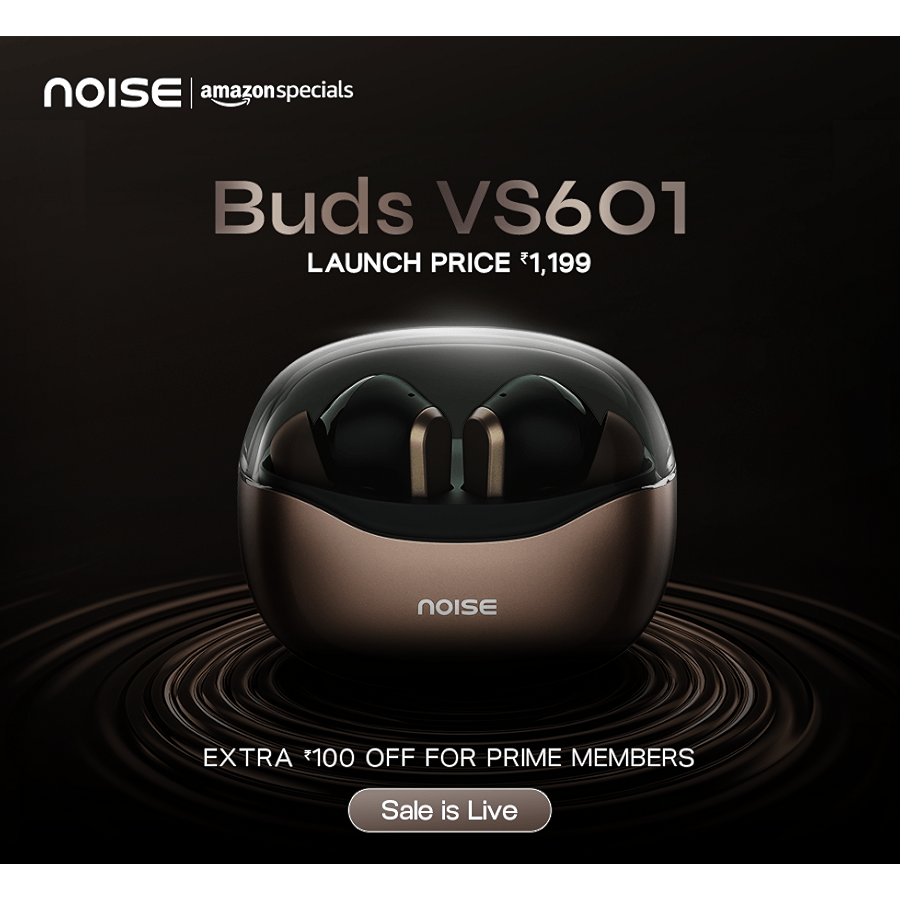 NOISE | amazonspecials
Buds VS601
LAUNCH PRICE ₹1,199
NOISE
EXTRA ₹100 OFF FOR PRIME MEMBERS
Sale is Live